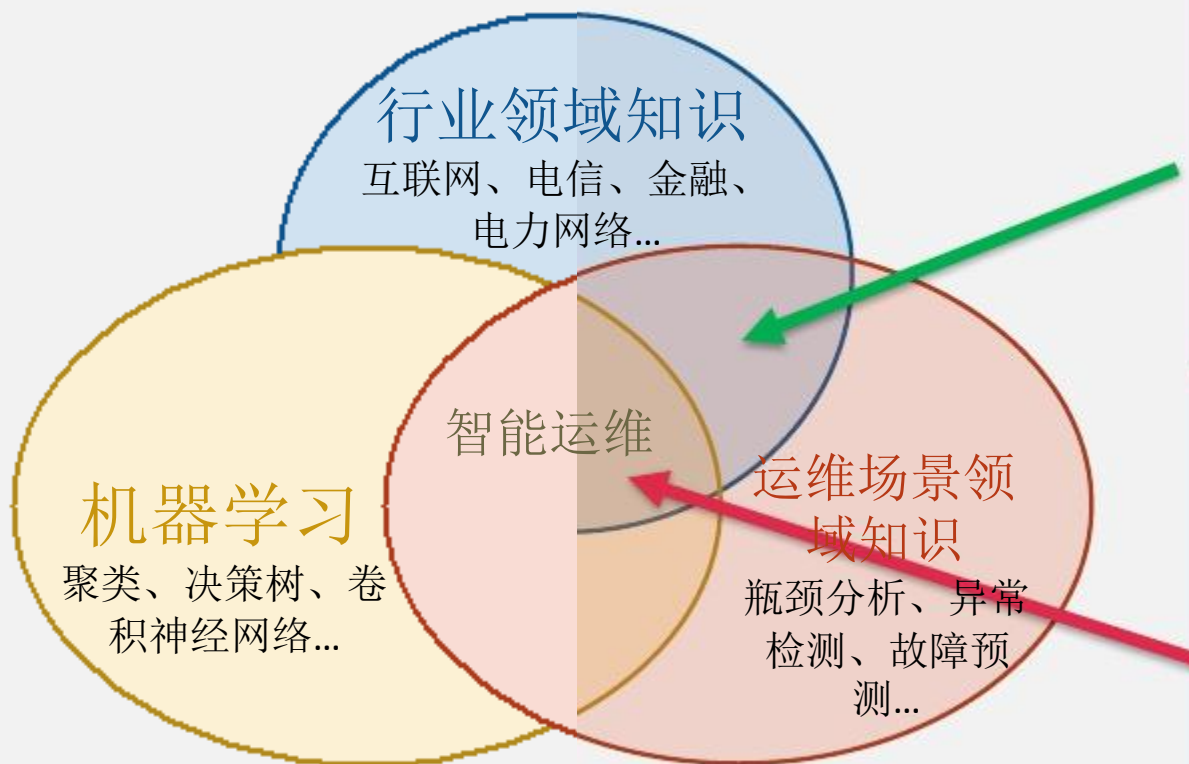 行业领域知识
互联网、电信、金融、
电力网络...
智能运维
机器学习
聚类、决策树、卷
积神经网络...
运维场景领
域知识
瓶颈分析、异常
检测、故障预
测...